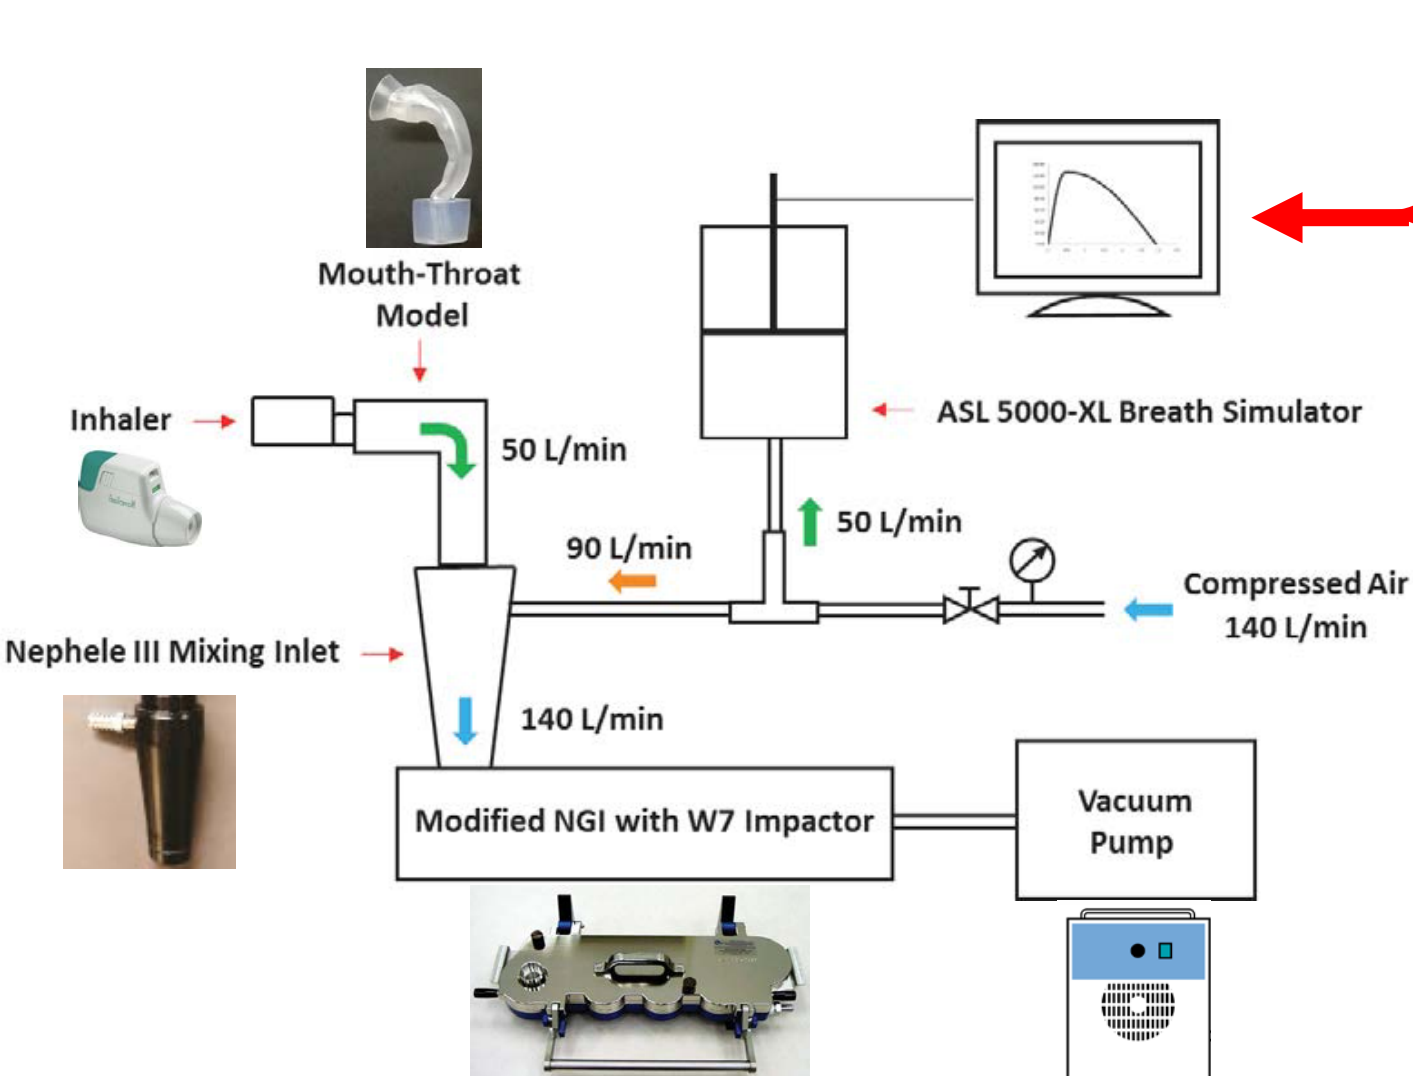 Mouth-Throat
Model
Inhaler
50 L/min
ASL 5000-XL Breath Simulator
50 L/min
90 L/min
Compressed Air
140 L/min
Nephele III Mixing Inlet
140 L/min
Modified NGI with W7 Impactor
Vacuum
Pump